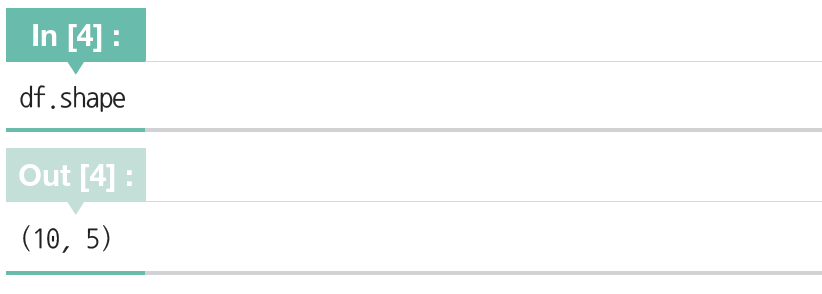 In [4] :
df.shape
Out [4] :
(10, 5)